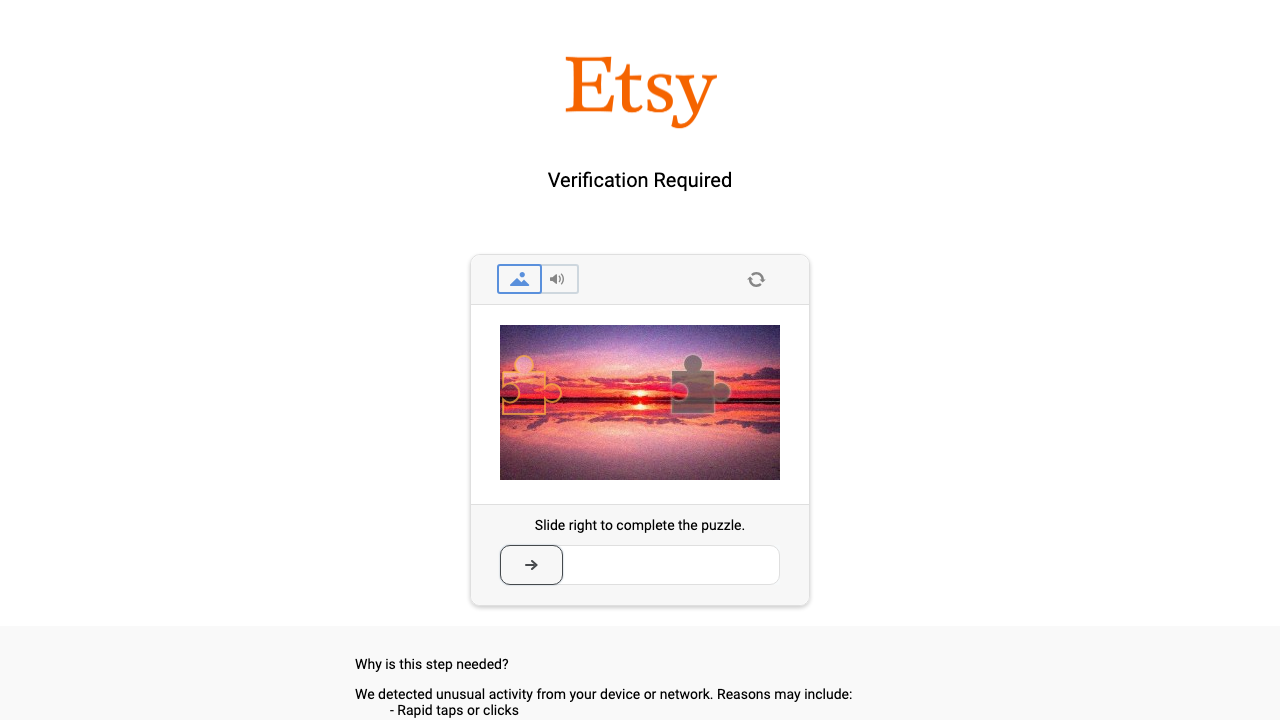 Etsy
Verification Required
Slide right to complete the puzzle.
Why is this step needed?
We detected unusual activity from your device or network. Reasons may include:
- Rapid taps or clicks